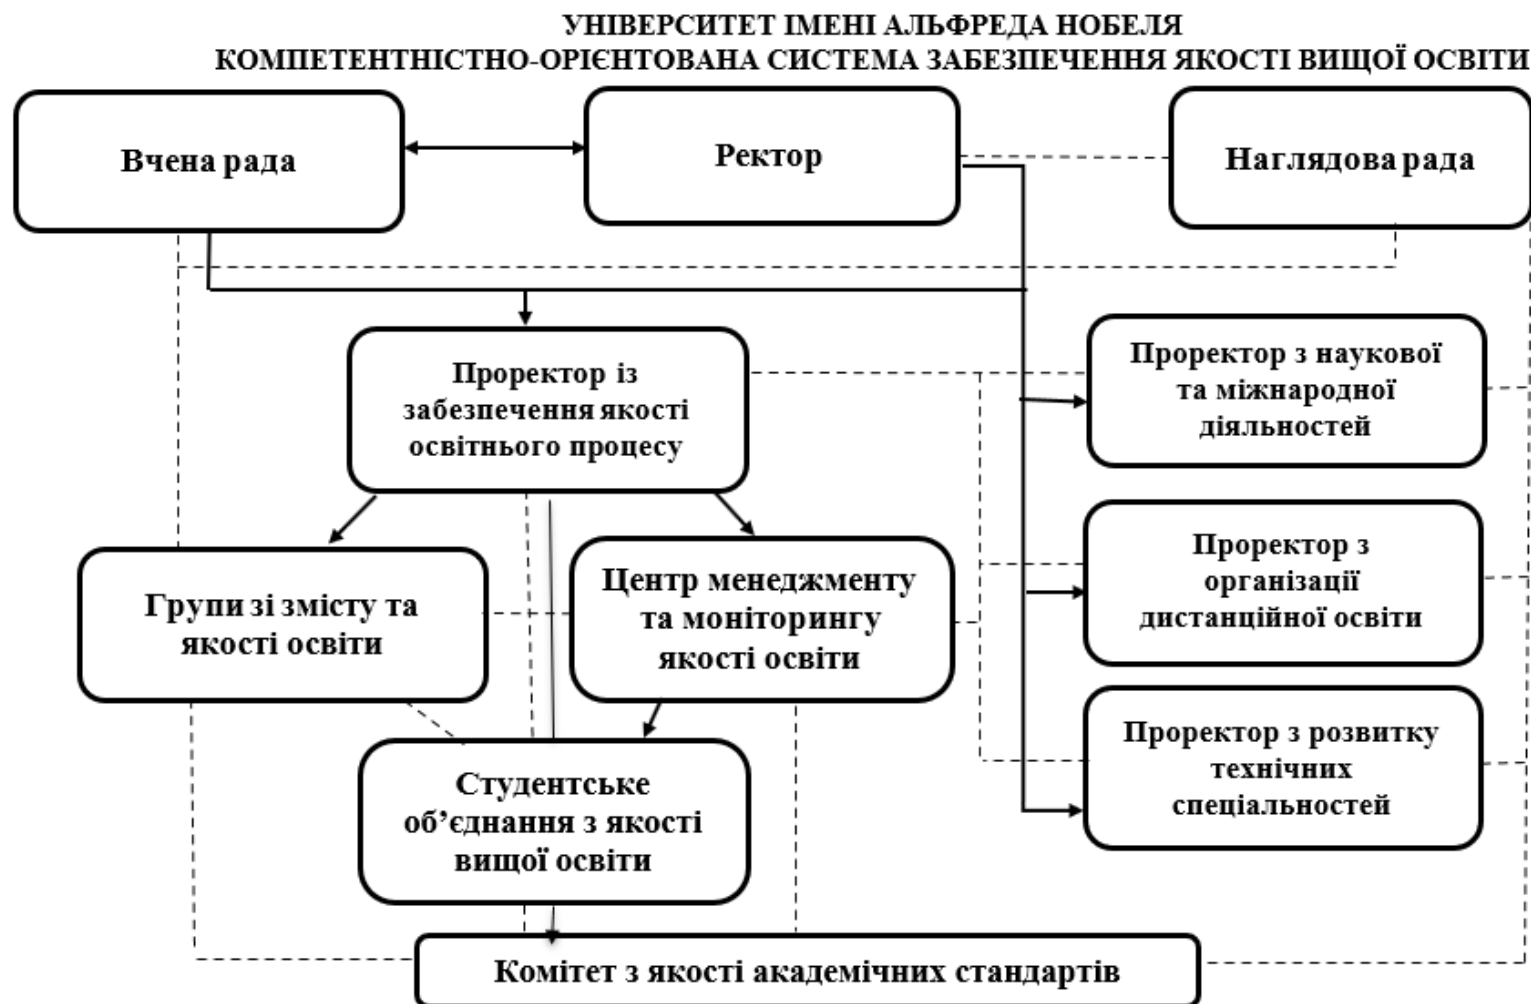 УНІВЕРСИТЕТ ІМЕНІ АЛЬФРЕДА НОБЕЛЯ
КОМПЕТЕНТНІСТНО-ОРІЄНТОВАНА СИСТЕМА ЗАБЕЗПЕЧЕННЯ ЯКОСТІ ВИЩОЇ ОСВІТИ
Вчена рада
Ректор
Наглядова рада
Проректор із
забезпечення якості
освітнього процесу
Проректор з наукової
та міжнародної
діяльностей
Групи зі змісту та
якості освіти
Центр менеджменту
та моніторингу
якості освіти
Проректор з
організації
дистанційної освіти
Студентське
об’єднання з якості
вищої освіти
Проректор з розвитку
технічних
спеціальностей
Комітет з якості академічних стандартів